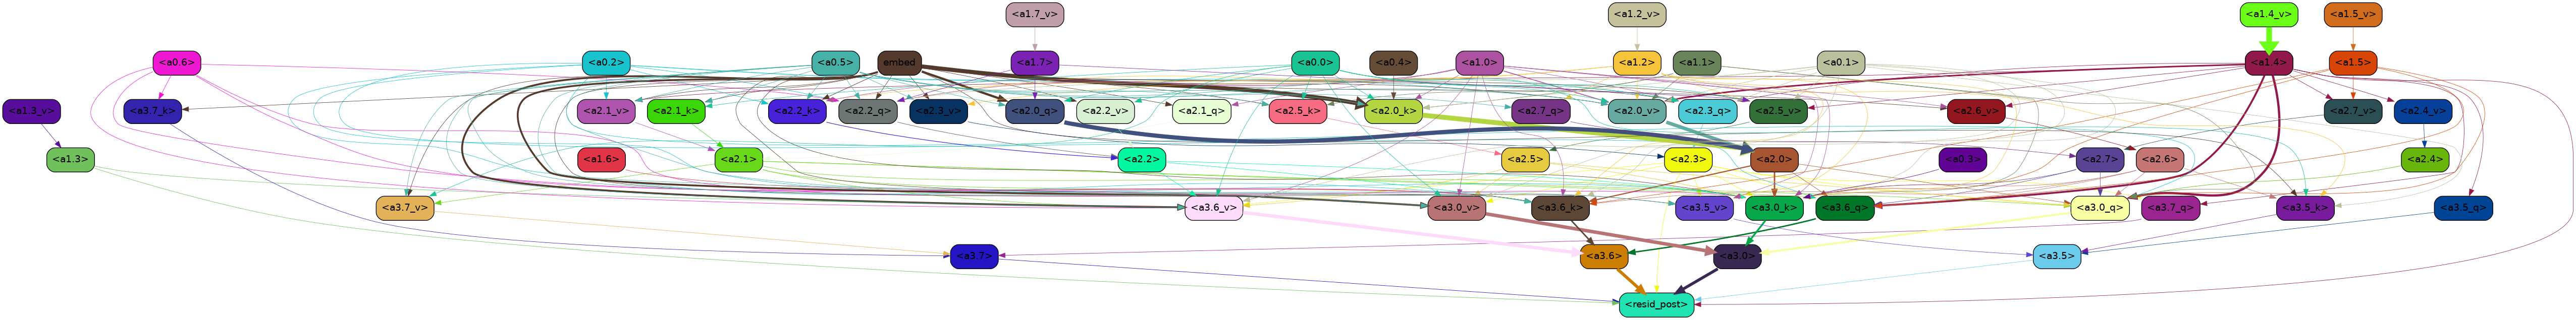 <a1.7_v> <a1.2_v> <a1.4_v> <a1.5_v>
<a0.6> <a0.2> <a0.5> embed <a1.7> <a0.0> <a0.4> <a1.0> <a1.2> <a1.1> <a0.1> <a1.4> <a1.5>
<a1.3_v> <a3.7_k> <a2.1_v> <a2.1_k> <a2.2_k> <a2.2_q> <a2.3_v> <a2.0_q> <a2.2_v> <a2.1_q> <a2.5_k> <a2.0_k> <a2.7_q> <a2.0_v> <a2.3_q> <a2.5_v> <a2.6_v> <a2.7_v> <a2.4_v>
<a1.3> <a1.6> <a2.1> <a2.2> <a2.5> <a2.3> <a2.0> <a0.3> <a2.7> <a2.6> <a2.4>
<a3.7_v> <a3.6_v> <a3.0_v> <a3.6_k> <a3.5_v> <a3.0_k> <a3.6_q> <a3.0_q> <a3.7_q> <a3.5_k> <a3.5_q>
<a3.7> <a3.6> <a3.0> <a3.5>
<resid_post>